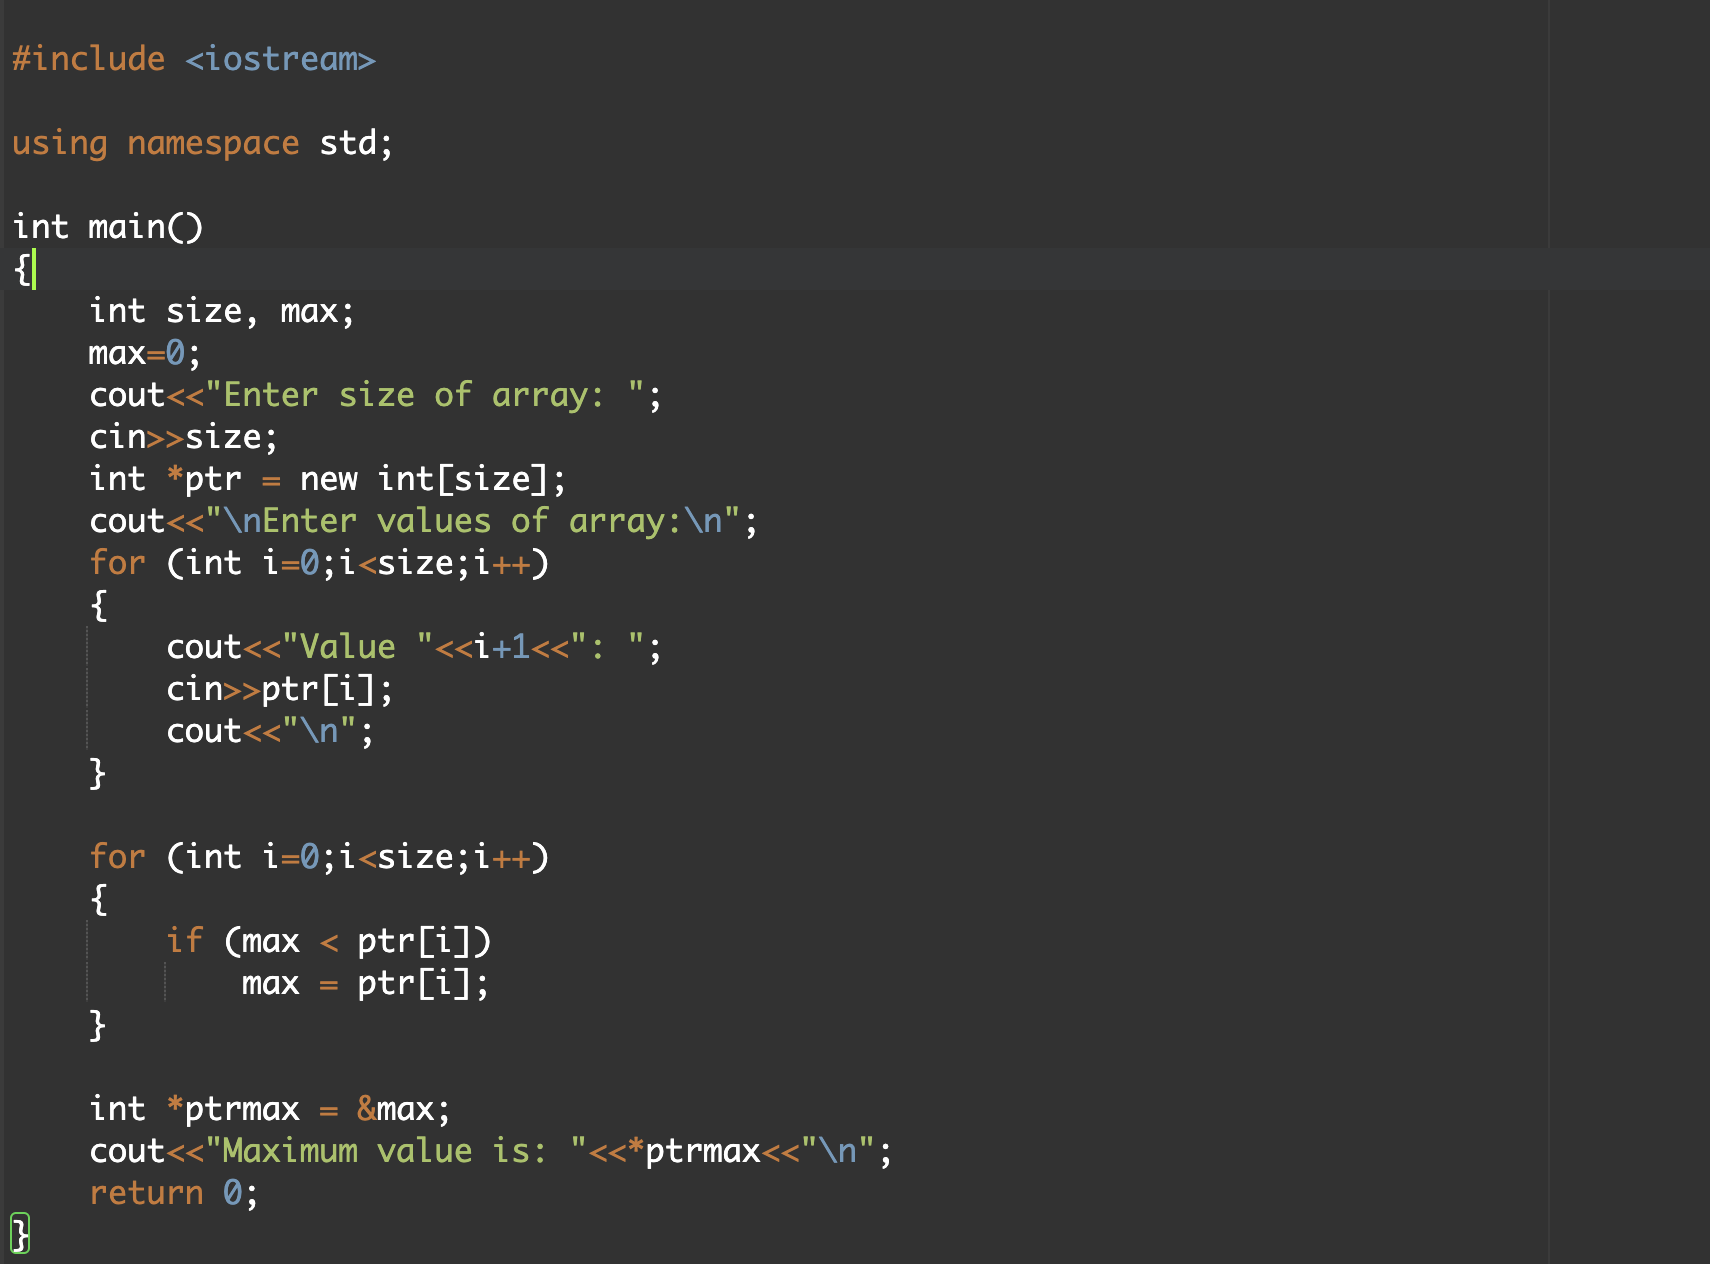 #include <iostream>
using namespace std;
int main()
{
int size, max;
max=0;
cout<<"Enter size of array: ";
cin>>size;
int *ptr = new int[size];
cout<<"\nEnter values of array:\n";
for (int i=0;i<size;i++)
{
cout<<"Value "<<i+1<<": ";
cin>>ptr[i];
cout<<"\n";
}
for (int i=0;i<size;i++)
{
if (max < ptr[i])
max = ptr[i];
}
int *ptrmax = &max;
cout<<"Maximum value is: "<<*ptrmax<<"\n";
return 0;
}